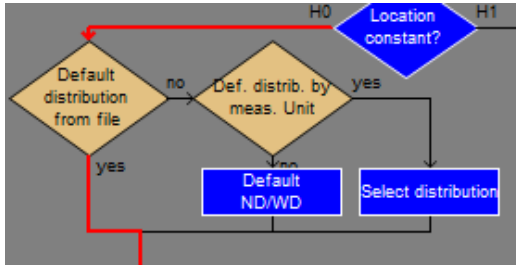 H0
Location
constant?
H1
Default
distribution
from file
no
Def. distrib. by
meas. Unit
yes
yes
no
Default
ND/WD
Select distribution